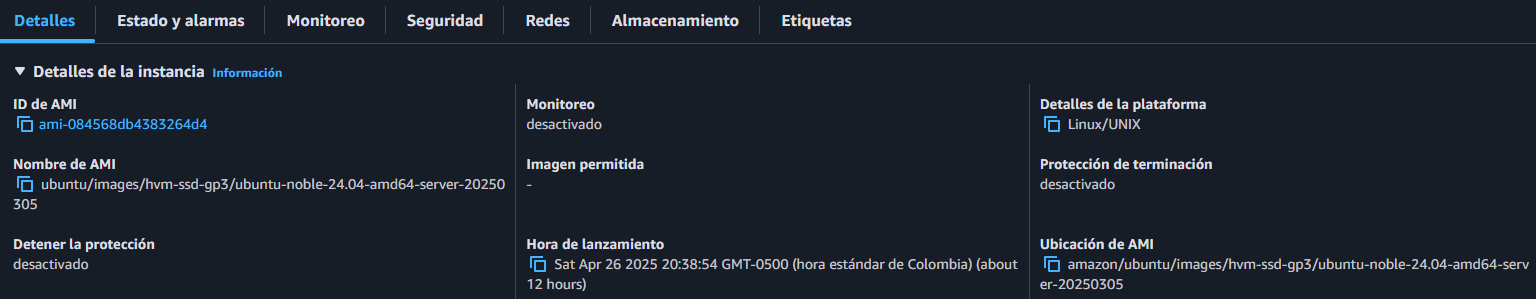 Detalles
Estado y alarmas
Monitoreo
Seguridad
Redes
Almacenamiento
Etiquetas
Detalles de la instancia Información
ID de AMI
ami-084568db4383264d4
Monitoreo
desactivado
Detalles de la plataforma
Linux/UNIX
Nombre de AMI
ubuntu/images/hvm-ssd-gp3/ubuntu-noble-24.04-amd64-server-20250
305
Imagen permitida
-
Protección de terminación
desactivado
Detener la protección
desactivado
Hora de lanzamiento
Sat Apr 26 2025 20:38:54 GMT-0500 (hora estándar de Colombia) (about
12 hours)
Ubicación de AMI
amazon/ubuntu/images/hvm-ssd-gp3/ubuntu-noble-24.04-amd64-serv
er-20250305